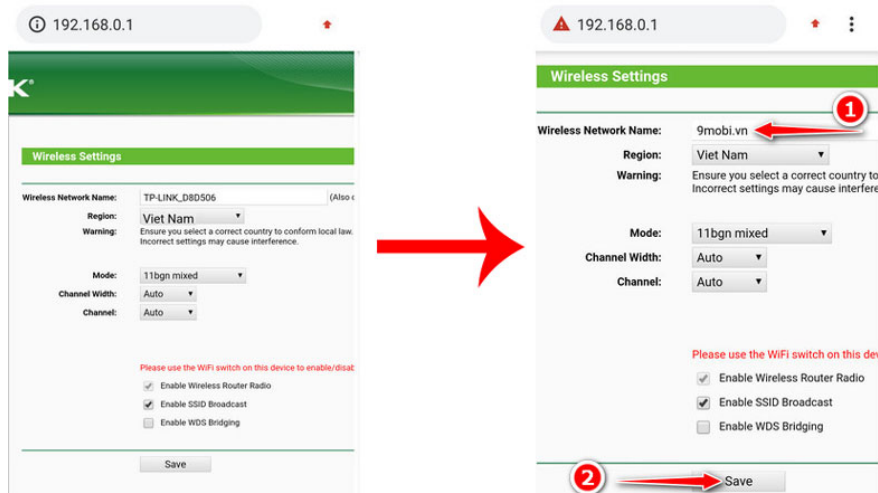 192.168.0.1
K®
Wireless Settings
Wireless Network Name: TP-LINK_D8D506 (Also
Region: Viet Nam
Warning: Ensure you select a correct country to conform local law.
Incorrect settings may cause interference.
Mode: 11bgn mixed
Channel Width: Auto
Channel: Auto
Please use the WiFi switch on this device to enable/disab
Enable Wireless Router Radio
Enable SSID Broadcast
Enable WDS Bridging
Save
192.168.0.1
Wireless Settings
1
Wireless Network Name: 9mobi.vn
Region: Viet Nam
Warning: Ensure you select a correct country to
Incorrect settings may cause interfere
Mode: 11bgn mixed
Channel Width: Auto
Channel: Auto
Please use the WiFi switch on this dev
Enable Wireless Router Radio
Enable SSID Broadcast
Enable WDS Bridging
2 Save